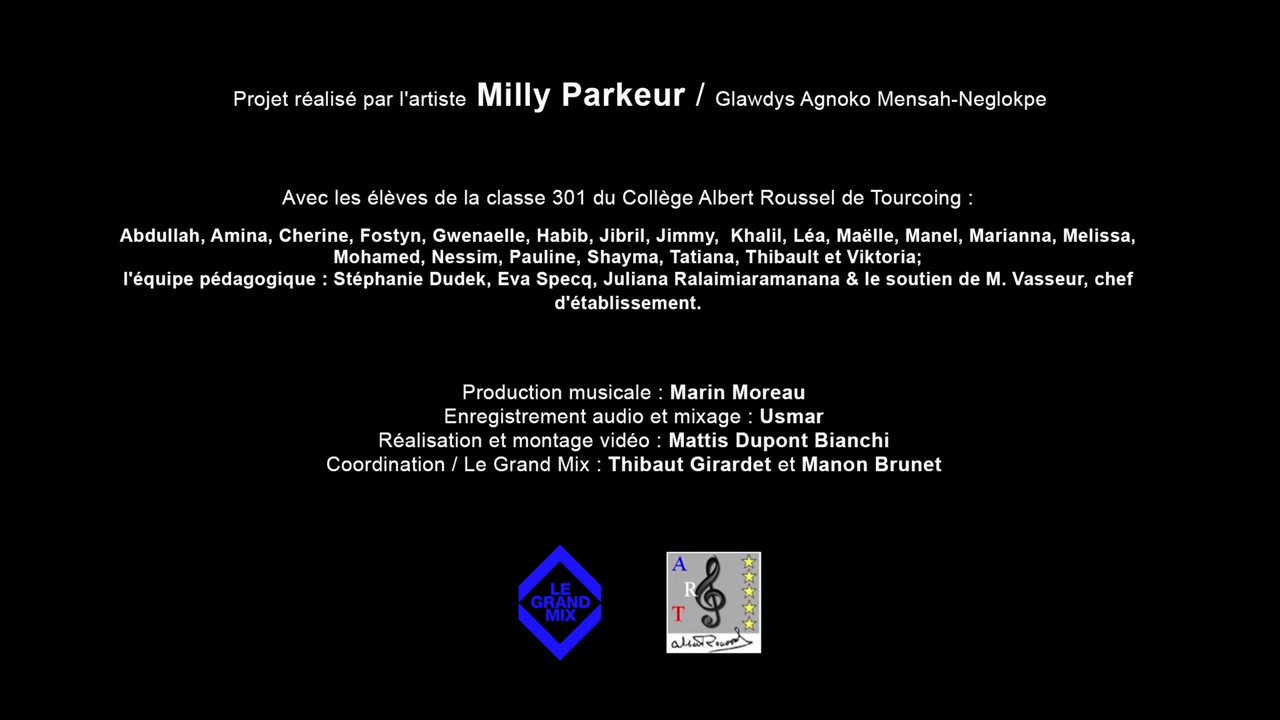 Projet réalisé par l'artiste Milly Parkeur / Glawdys Agnoko Mensah-Neglokpe
Avec les élèves de la classe 301 du Collège Albert Roussel de Tourcoing :
Abdullah, Amina, Cherine, Fostyn, Gwenaelle, Habib, Jibril, Jimmy, Khalil, Léa, Maëlle, Manel, Marianna, Melissa,
Mohamed, Nessim, Pauline, Shayma, Tatiana, Thibault et Viktoria;
l'équipe pédagogique : Stéphanie Dudek, Eva Specq, Juliana Ralaimiaramanana & le soutien de M. Vasseur, chef
d'établissement.
Production musicale : Marin Moreau
Enregistrement audio et mixage : Usmar
Réalisation et montage vidéo : Mattis Dupont Bianchi
Coordination / Le Grand Mix : Thibaut Girardet et Manon Brunet
LE
GRAND
MIX
A
R
T
Albert Roussel